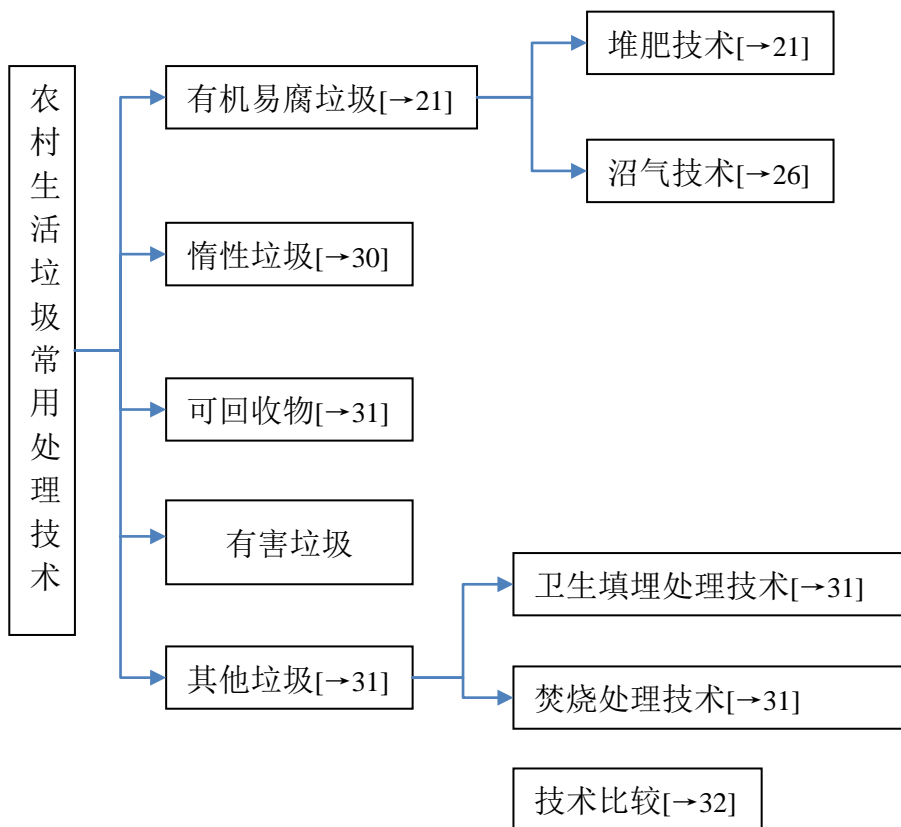 农村生活垃圾常用处理技术
有机易腐垃圾[→21]
堆肥技术[→21]
沼气技术[→26]
惰性垃圾[→30]
可回收物[→31]
有害垃圾
其他垃圾[→31]
卫生填埋处理技术[→31]
焚烧处理技术[→31]
技术比较[→32]